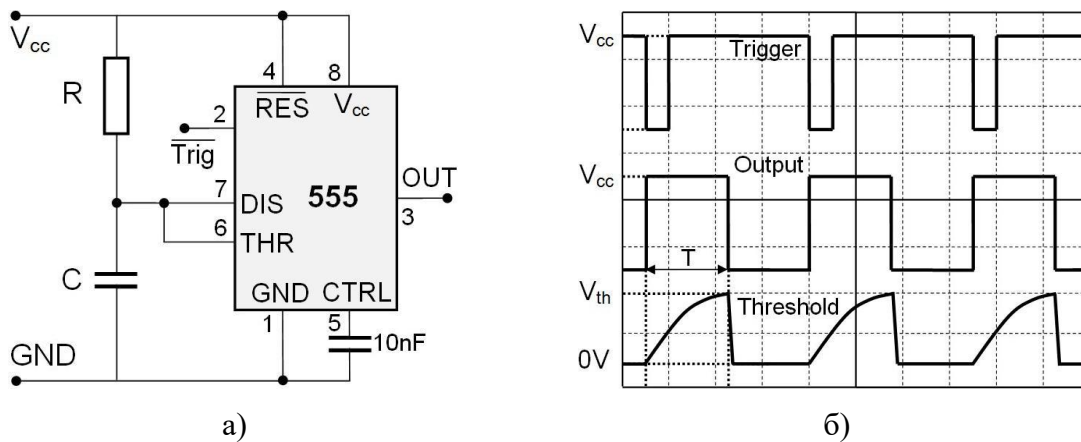 Vcc
R
C
GND
4
8
RES
Vcc
2
Trig
7
DIS
555
OUT
3
6
THR
GND
CTRL
1
5
10nF
а)
Vcc
Trigger
Vcc
Output
T
Vth
Threshold
0V
б)